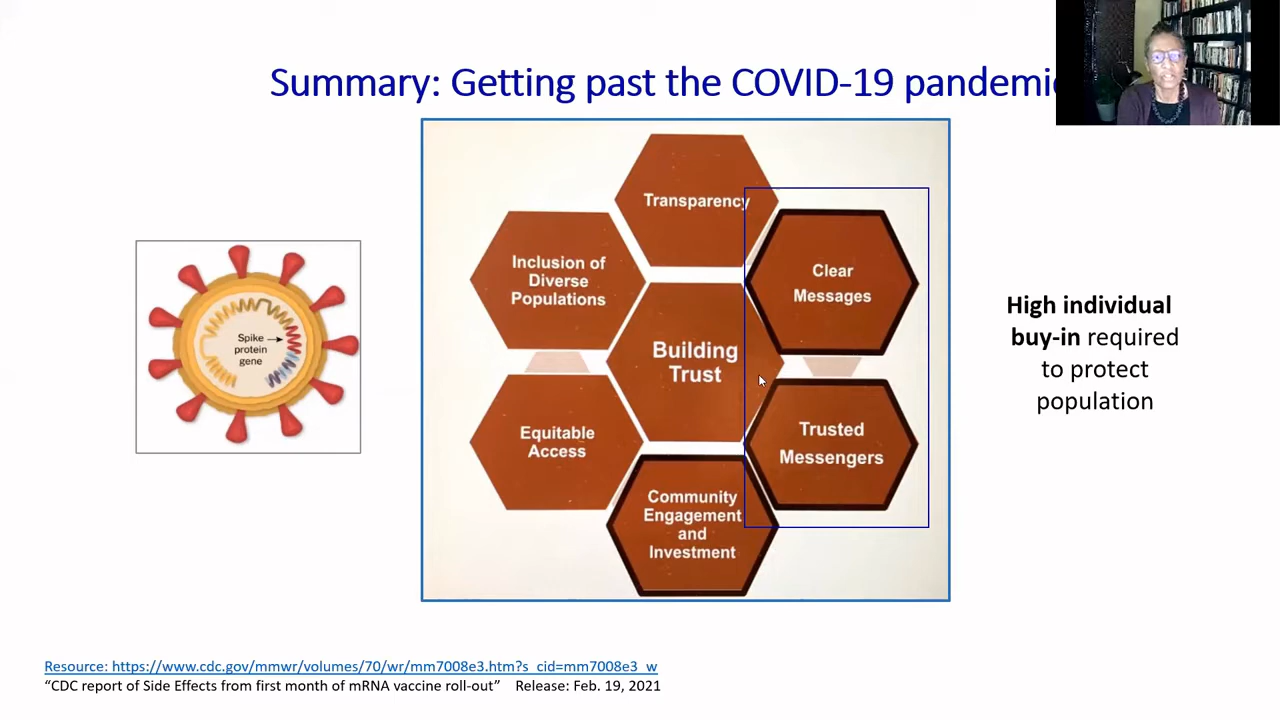 Summary: Getting past the COVID-19 pandemic
Spike
protein
gene
Transparency
Inclusion of
Diverse
Populations
Clear
Messages
Building
Trust
Equitable
Access
Trusted
Messengers
Community
Engagement
and
Investment
High individual
buy-in required
to protect
population
Resource: https://www.cdc.gov/mmwr/volumes/70/wr/mm7008e3.htm?s_cid=mm7008e3_w
“CDC report of Side Effects from first month of mRNA vaccine roll-out” Release: Feb. 19, 2021